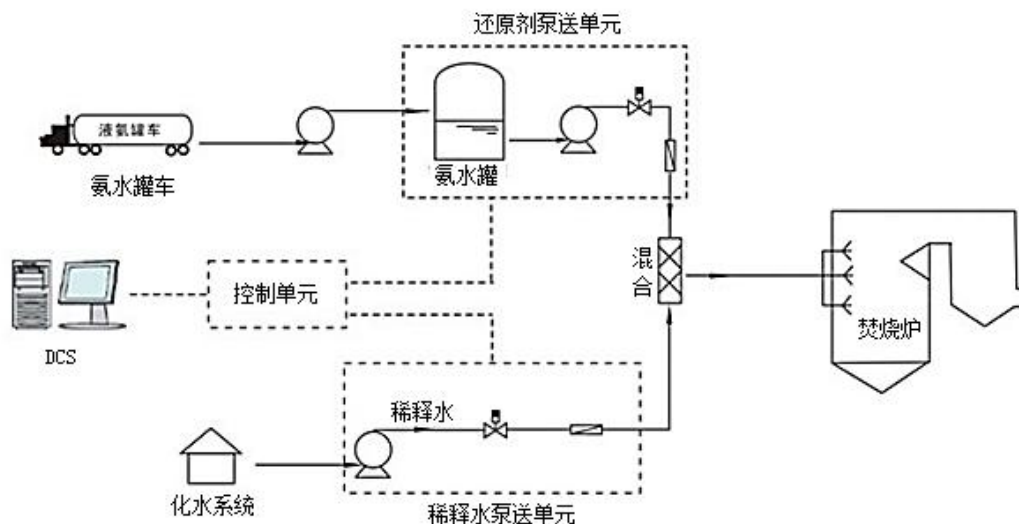 还原剂泵送单元
液氨罐车
氨水罐车
氨水罐
混合
控制单元
DCS
焚烧炉
稀释水
化水系统
稀释水泵送单元